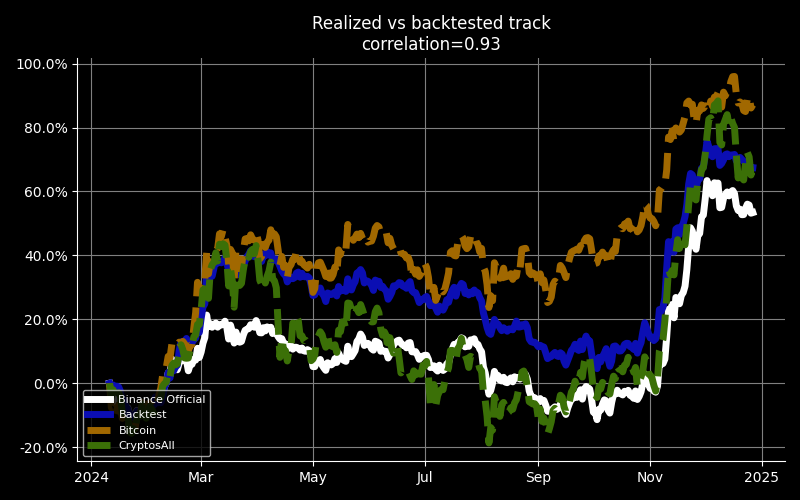 Realized vs backtested track
correlation=0.93
100.0%
80.0%
60.0%
40.0%
20.0%
0.0%
-20.0%
Binance Official
Backtest
Bitcoin
CryptosAll
2024
Mar
May
Jul
Sep
Nov
2025